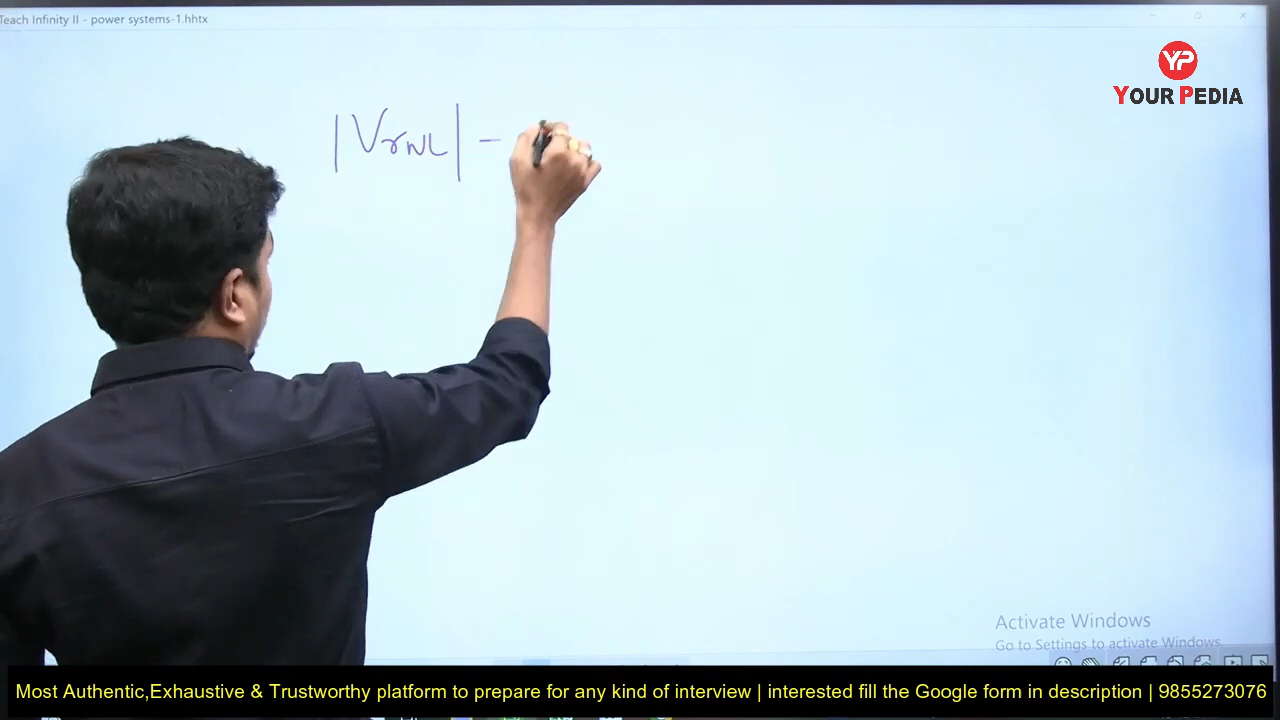 Teach Infinity II - power systems-1.hhtx
YP
YOUR PEDIA
|VrNL| -
Activate Windows
Go to Settings to activate Windows.
Most Authentic,Exhaustive & Trustworthy platform to prepare for any kind of interview | interested fill the Google form in description | 9855273076